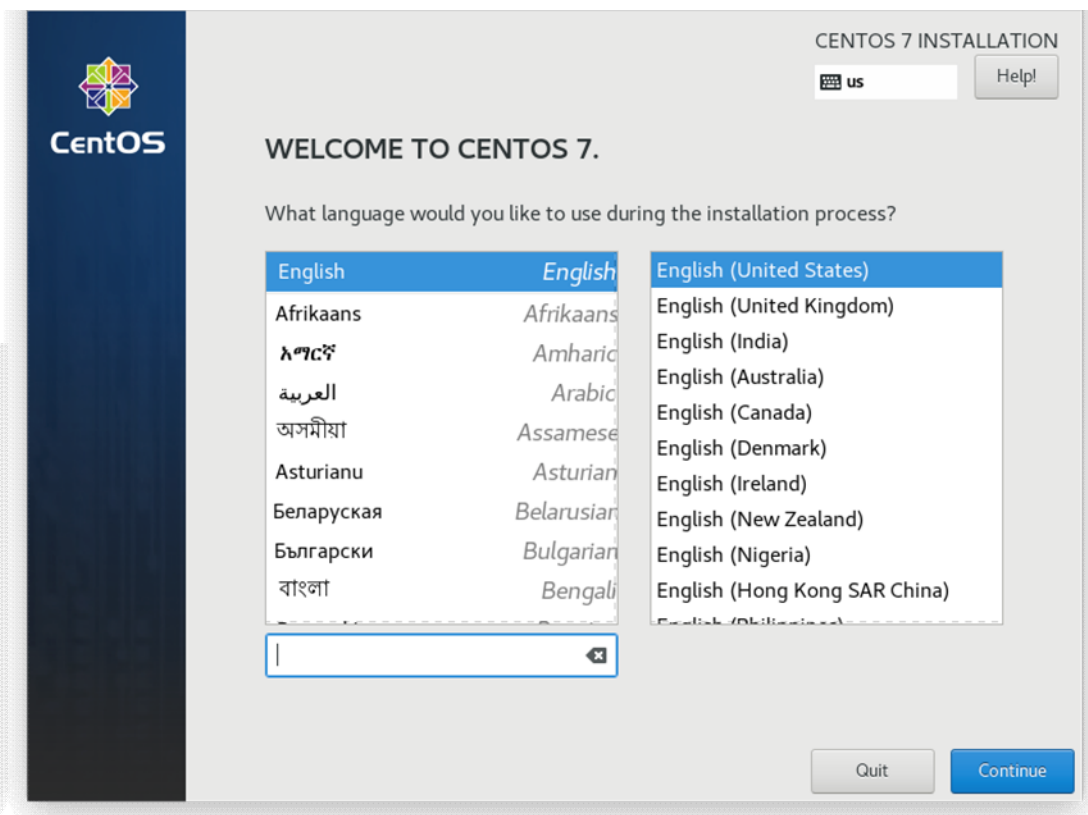 CentOS
CENTOS 7 INSTALLATION
us
Help!
WELCOME TO CENTOS 7.
What language would you like to use during the installation process?
English English
Afrikaans Afrikaans
አማርኛ Amharic
العربية Arabic
অসমীয়া Assamese
Asturianu Asturian
Беларуская Belarusian
Български Bulgarian
বাংলা Bengali
English (United States)
English (United Kingdom)
English (India)
English (Australia)
English (Canada)
English (Denmark)
English (Ireland)
English (New Zealand)
English (Nigeria)
English (Hong Kong SAR China)
English (Philippines)
Quit
Continue